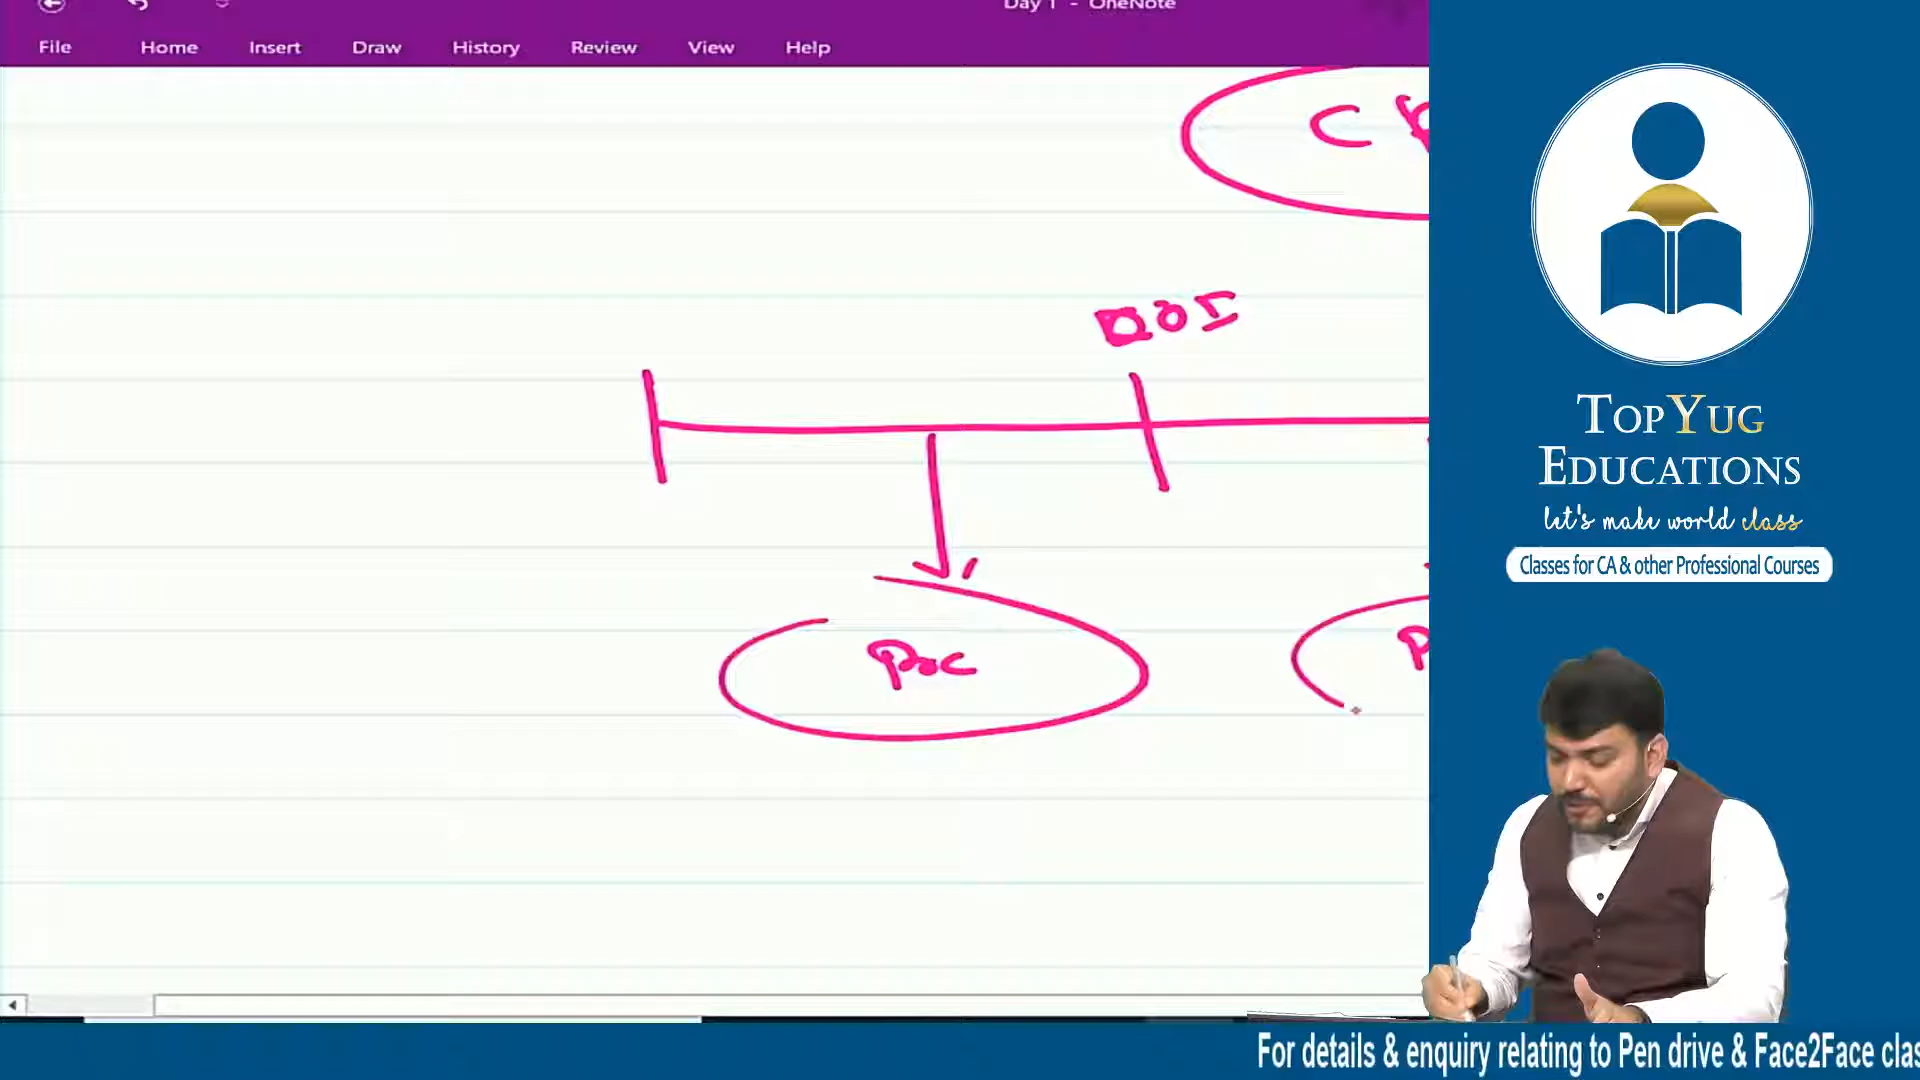 Day 1 - OneNote
File Home Insert Draw History Review View Help
C
DOI
Poc
P
TOPYUG
EDUCATIONS
let's make world class
Classes for CA & other Professional Courses
For details & enquiry relating to Pen drive & Face2Face clas